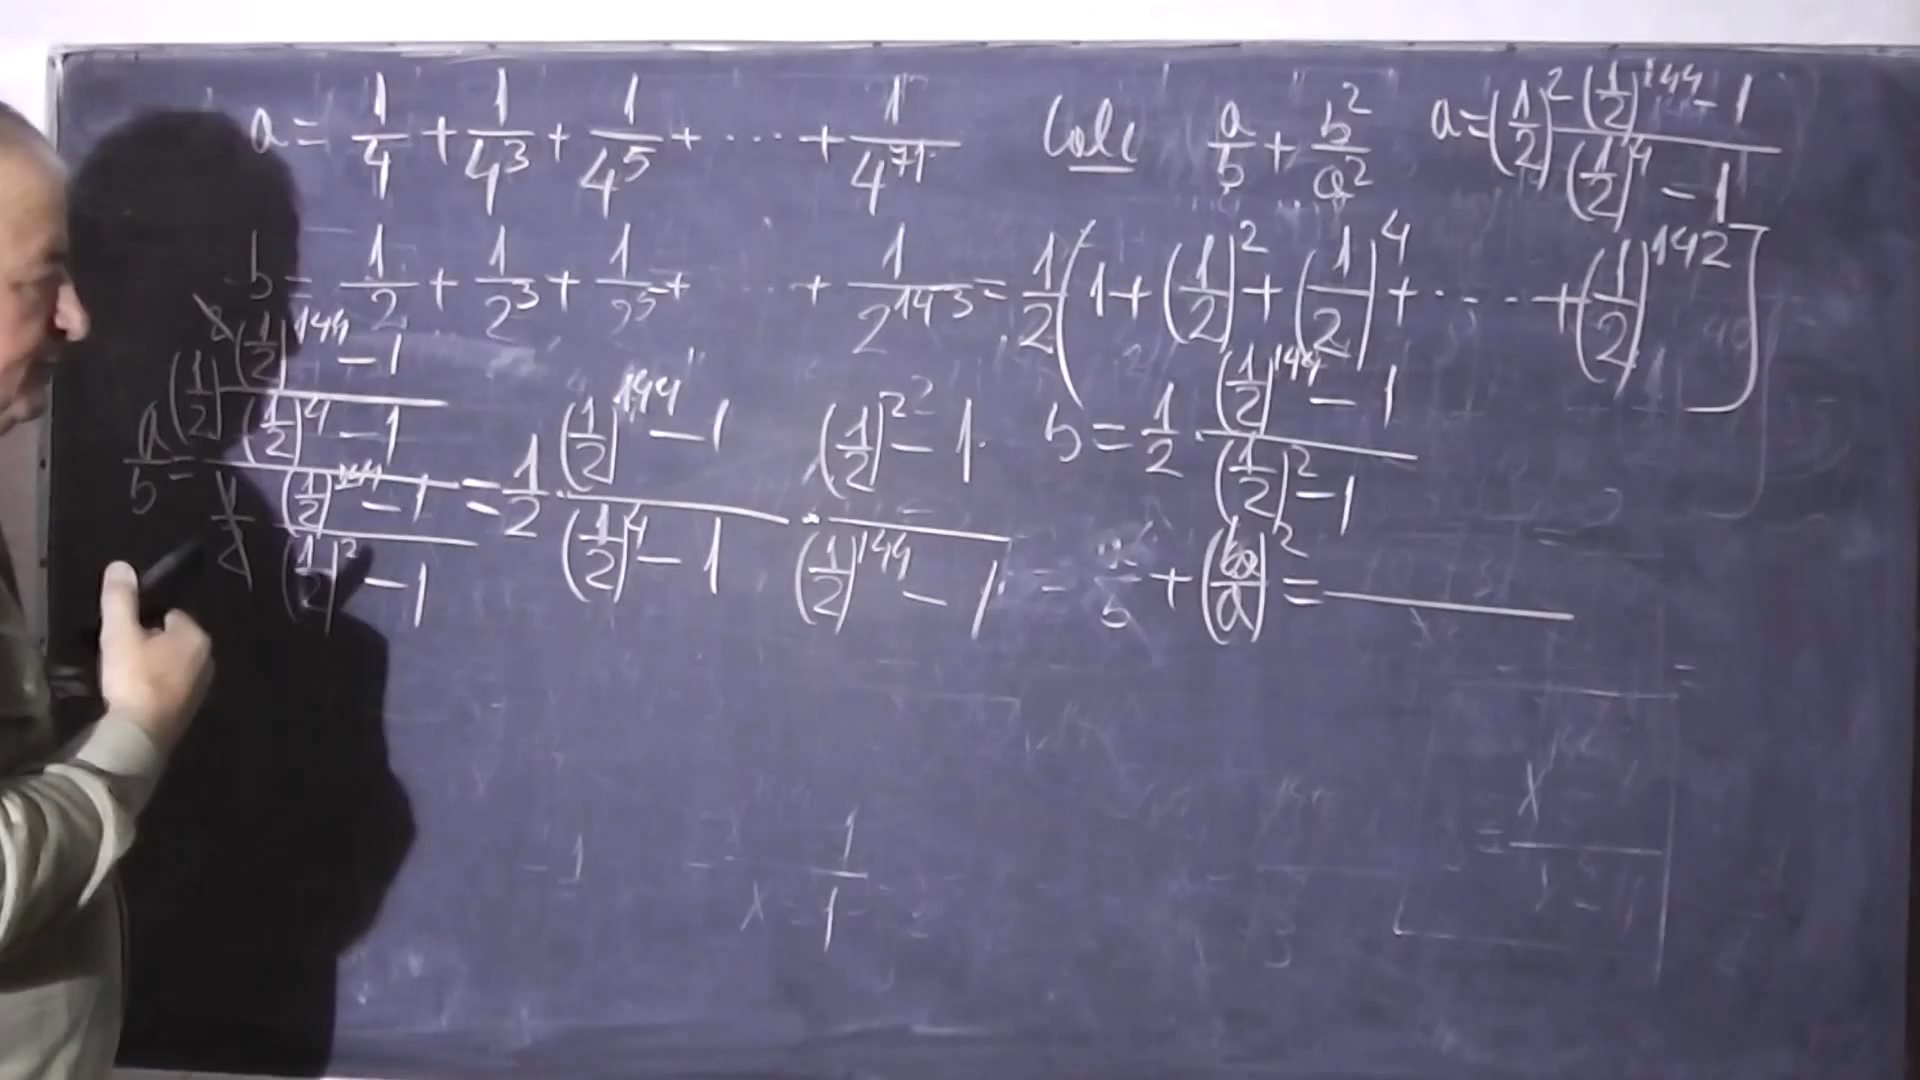 a = 1/4 + 1/4³ + 1/4⁵ + ··· + 1/4⁷¹ Calc a/b + b²/a² a = (1/2)² ((1/2)¹⁴⁴ - 1)/((1/2)⁴ - 1)
b = 1/2 + 1/2³ + 1/2⁵ + ··· + 1/2¹⁴³ = 1/2 (1 + (1/2)² + (1/2)⁴ + ···· + (1/2)¹⁴²]
a/b = ((1/2)² ((1/2)¹⁴⁴ - 1)/((1/2)⁴ - 1))/(1/2 ((1/2)¹⁴⁴ - 1)/((1/2)² - 1)) = 1/2 ((1/2)¹⁴⁴ - 1)/((1/2)⁴ - 1) · ((1/2)² - 1)/((1/2)¹⁴⁴ - 1) = b = 1/2 ((1/2)¹⁴⁴ - 1)/((1/2)² - 1)
a/b + (b/a)² =